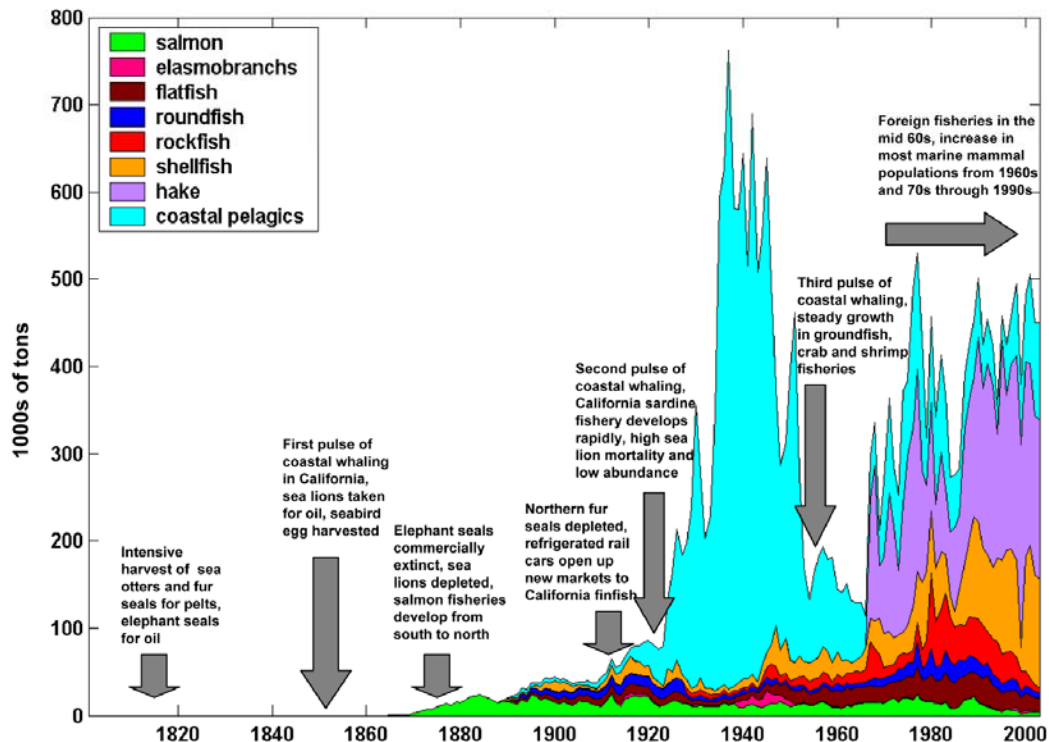 800
700
600
500
400
300
200
100
0
1000s of tons
salmon
elasmobranchs
flatfish
roundfish
rockfish
shellfish
hake
coastal pelagics
Intensive
harvest of sea
otters and fur
seals for pelts,
elephant seals
for oil
First pulse of
coastal whaling
in California,
sea lions taken
for oil, seabird
egg harvested
Elephant seals
commercially
extinct, sea
lions depleted,
salmon fisheries
develop from
south to north
Northern fur
seals depleted,
refrigerated rail
cars open up
new markets to
California finfish
Second pulse of
coastal whaling,
California sardine
fishery develops
rapidly, high sea
lion mortality and
low abundance
Third pulse of
coastal whaling,
steady growth
in groundfish,
crab and shrimp
fisheries
Foreign fisheries in the
mid 60s, increase in
most marine mammal
populations from 1960s
and 70s through 1990s
1820 1840 1860 1880 1900 1920 1940 1960 1980 2000